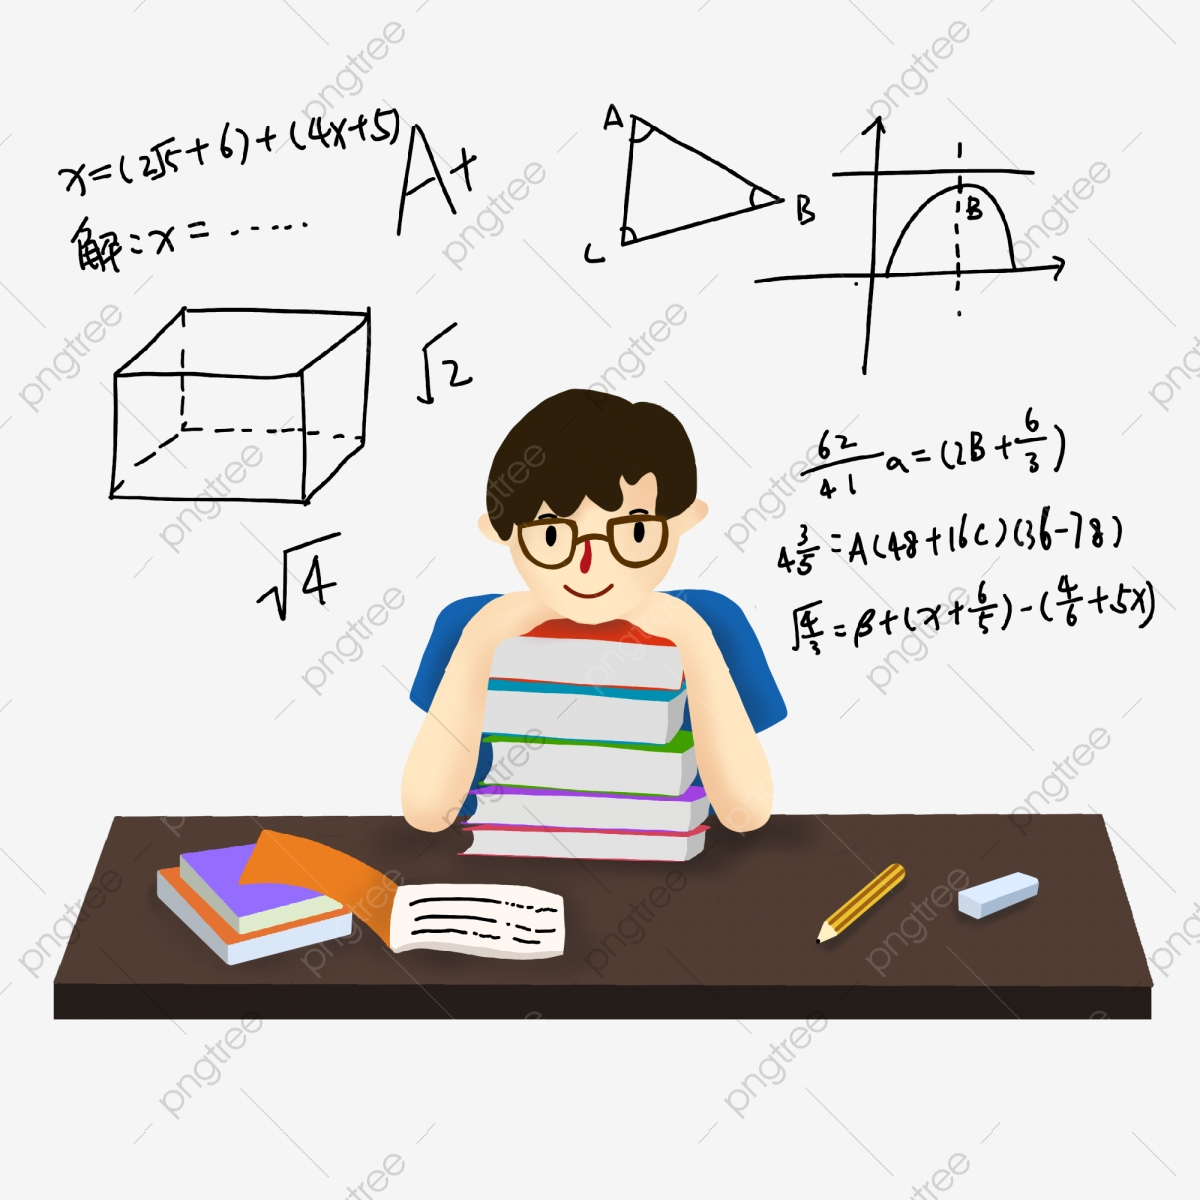 x=(2√5+6)+(4x+5)
A+
解:x=……
A
B
C
B
√2
√4
62/41 a=(2B+6/3)
4 3/5=A(48+16C)(36-78)
√4/3=β+(x+6/5)-(4/6+5x)
pngtree